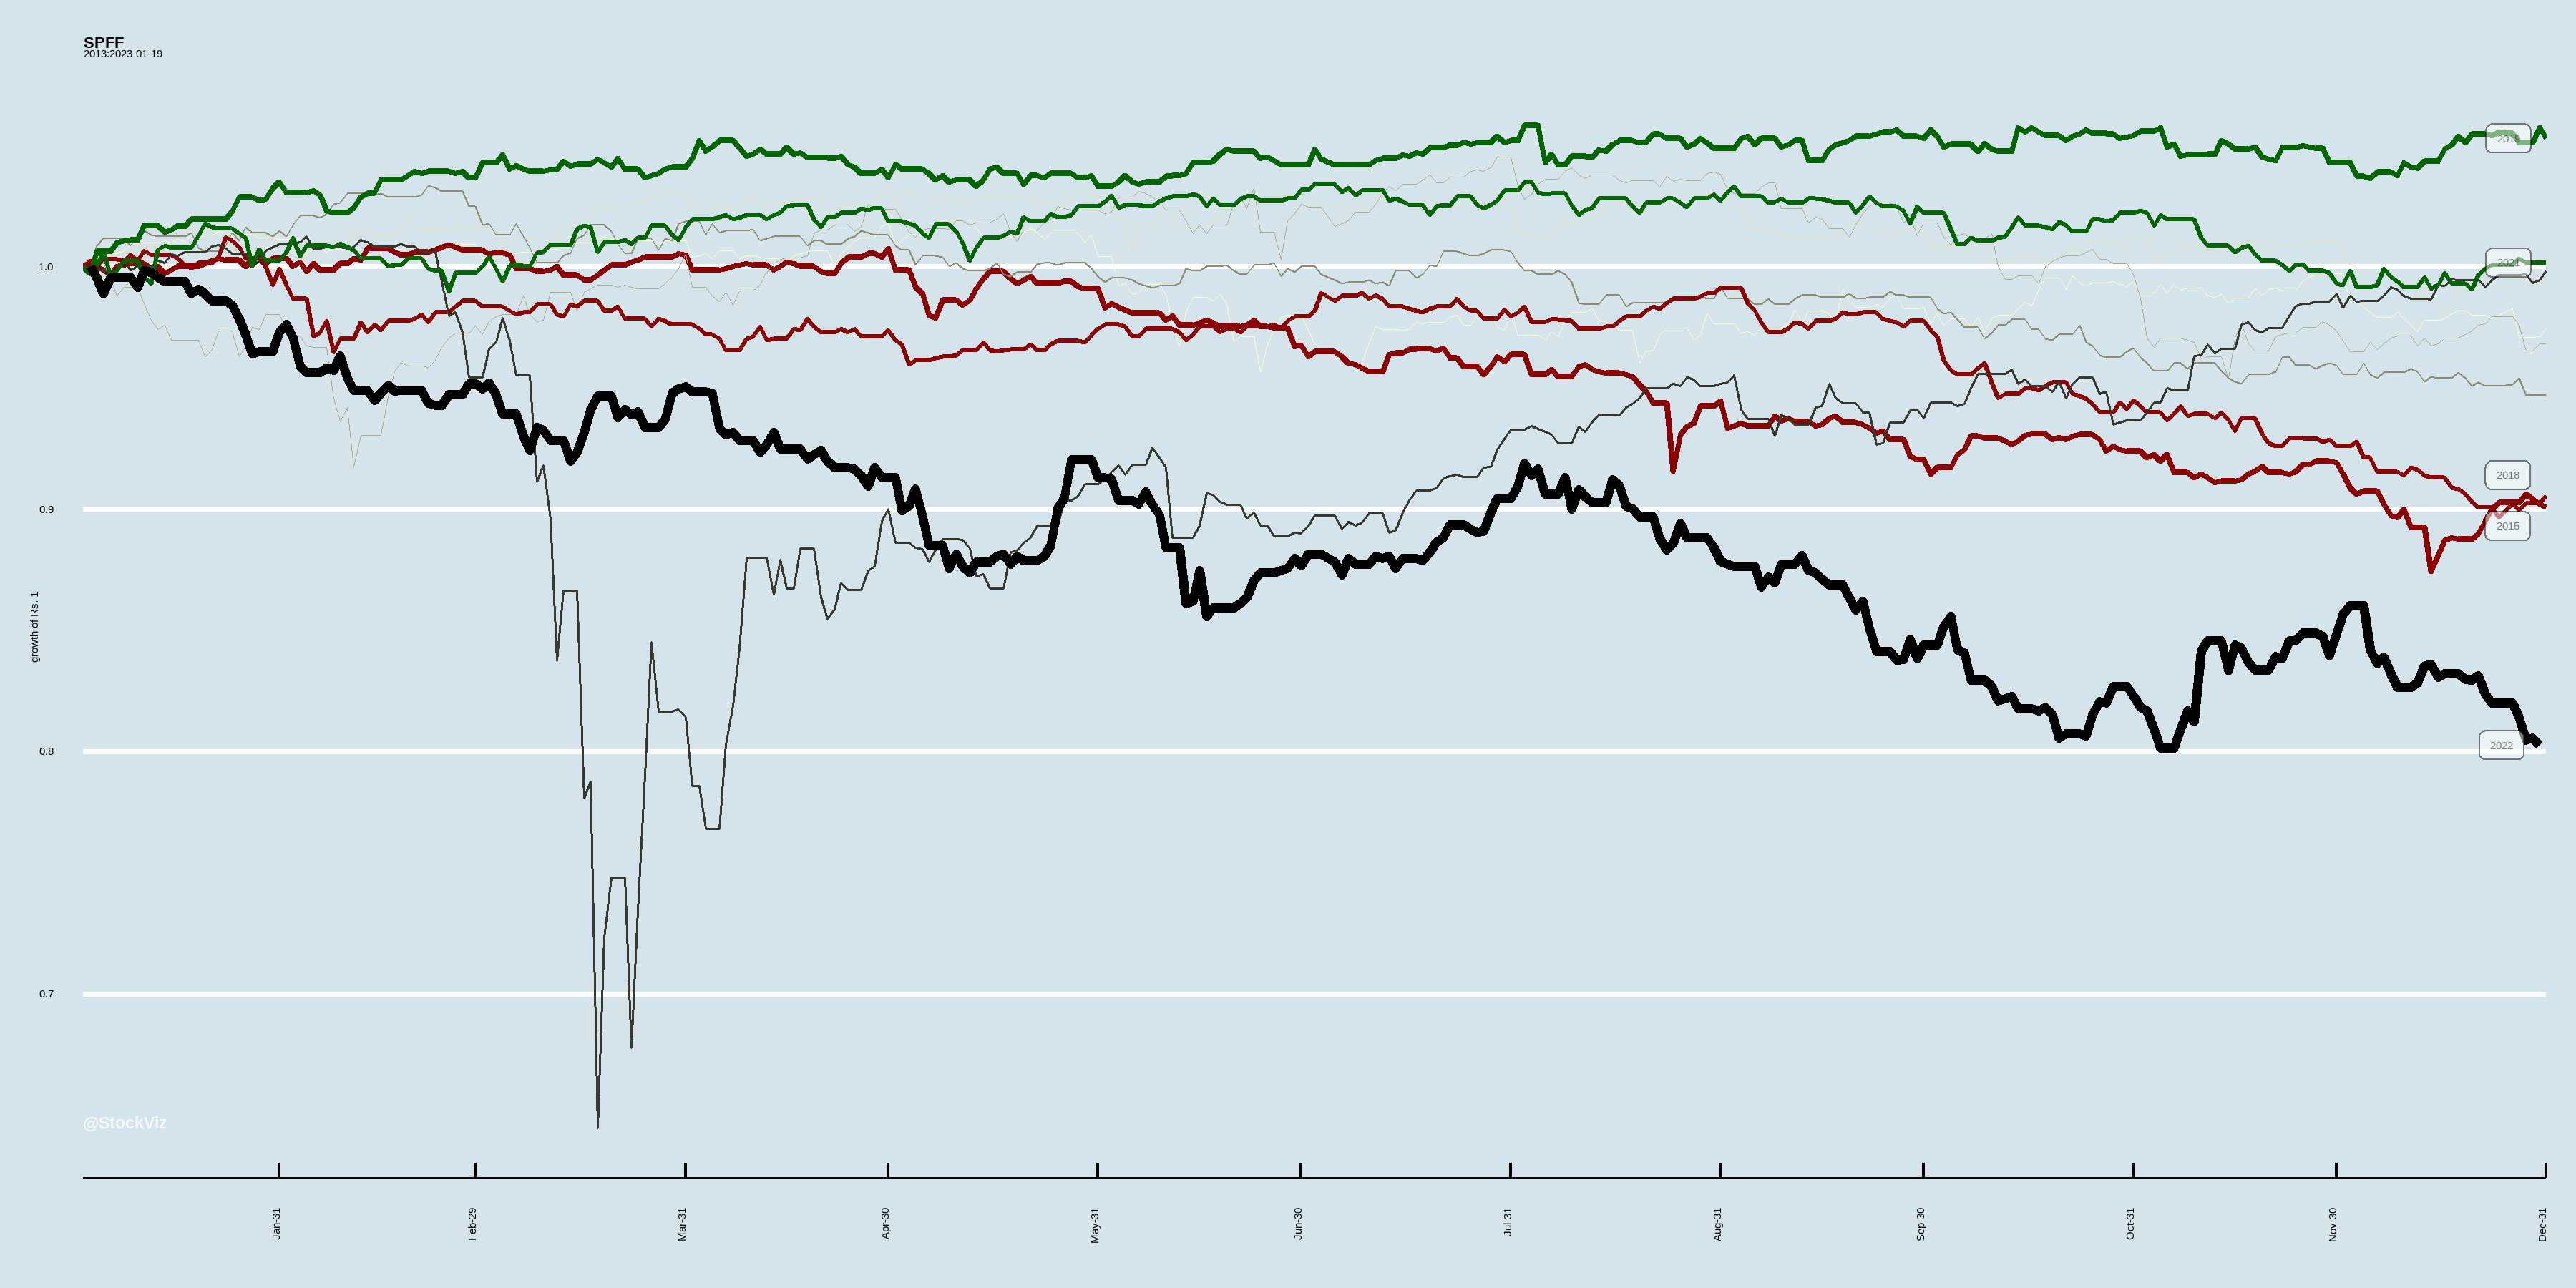 SPFF
2013:2023-01-19
2019
1.0
2021
2018
0.9
2015
growth of Rs. 1
0.8
2022
0.7
@StockViz
Jan-31
Feb-29
Mar-31
Apr-30
May-31
Jun-30
Jul-31
Aug-31
Sep-30
Oct-31
Nov-30
Dec-31